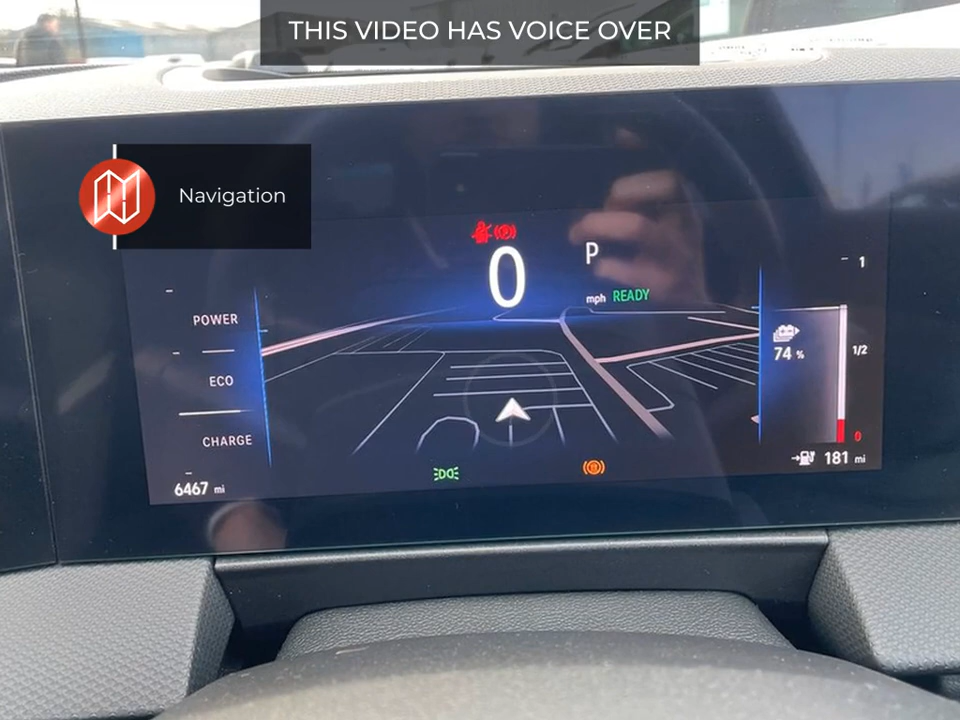 THIS VIDEO HAS VOICE OVER
Navigation
0
P
mph READY
1
POWER
74 %
1/2
ECO
CHARGE
0
181 mi
6467 mi